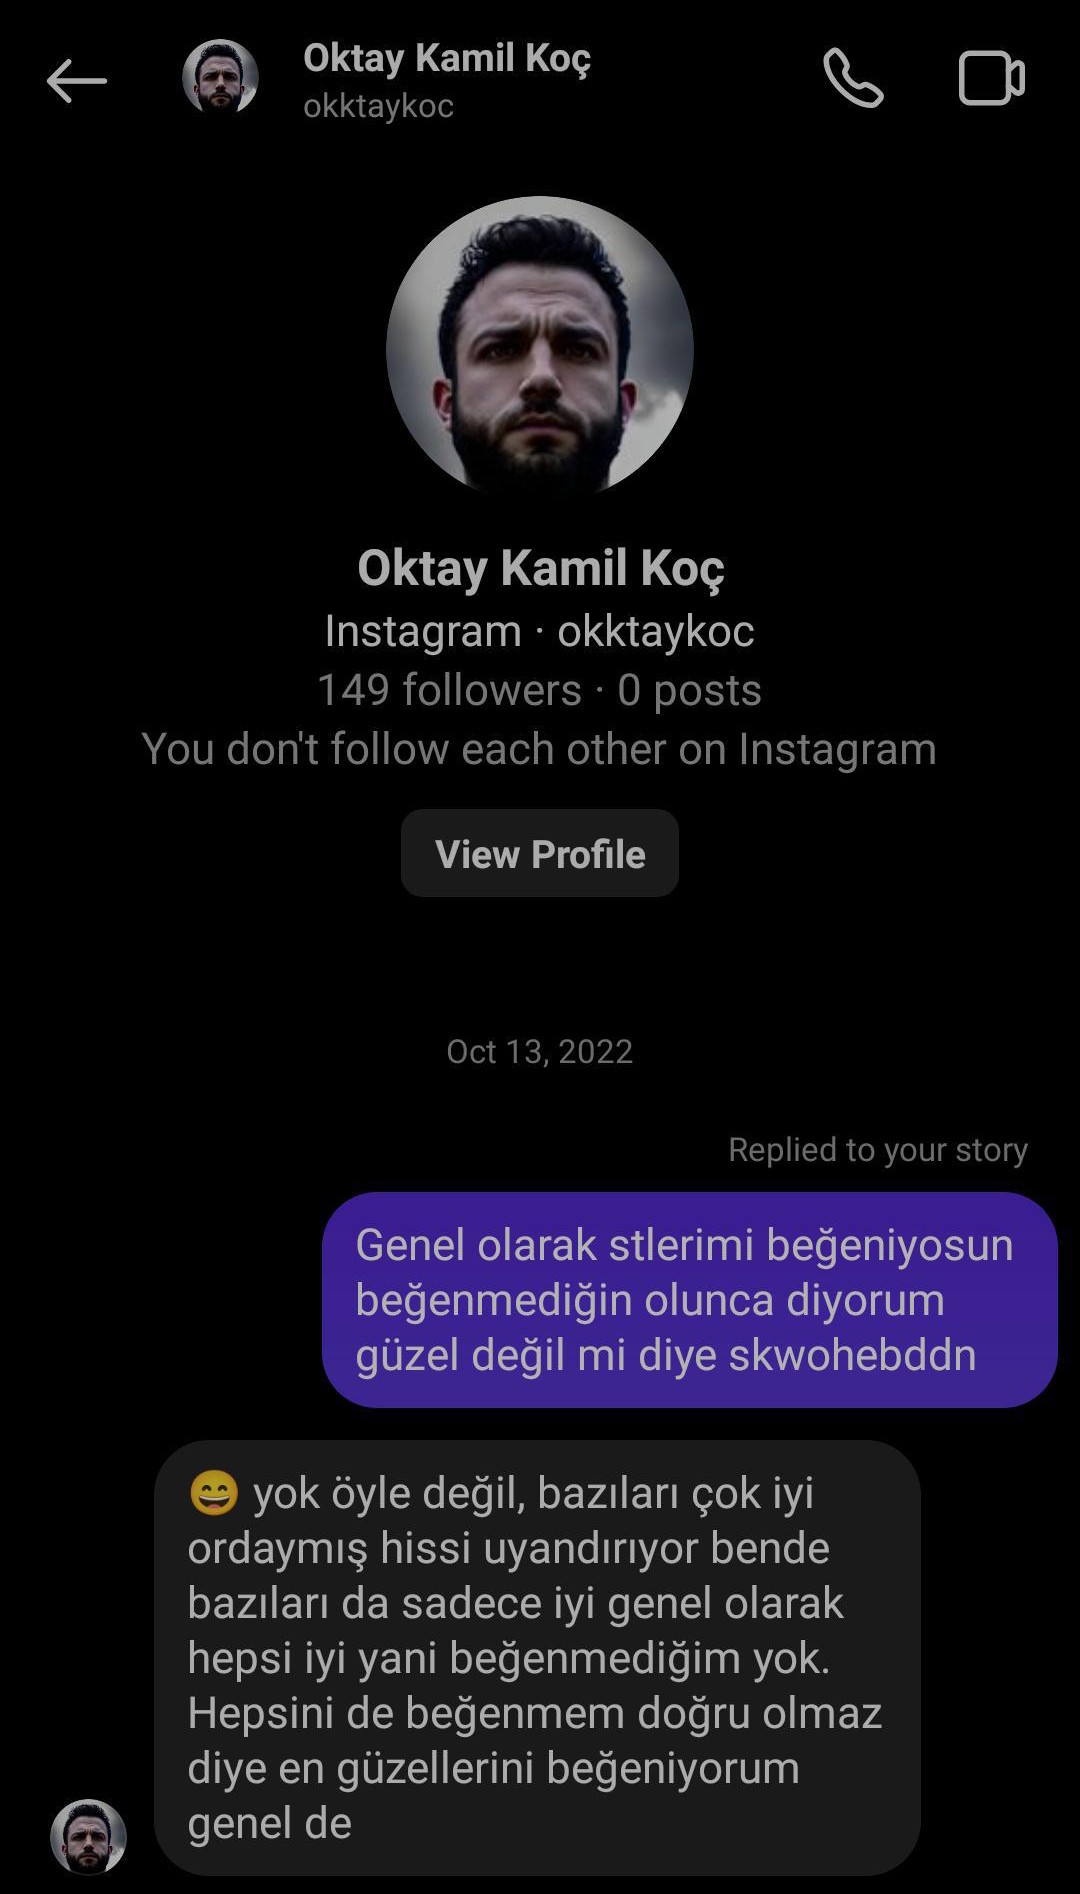 Oktay Kamil Koç
okktaykoc
Oktay Kamil Koç
Instagram · okktaykoc
149 followers · 0 posts
You don't follow each other on Instagram
View Profile
Oct 13, 2022
Replied to your story
Genel olarak stlerimi beğeniyosun
beğenmediğin olunca diyorum
güzel değil mi diye skwohebddn
😄 yok öyle değil, bazıları çok iyi
ordaymış hissi uyandırıyor bende
bazıları da sadece iyi genel olarak
hepsi iyi yani beğenmediğim yok.
Hepsini de beğenmem doğru olmaz
diye en güzellerini beğeniyorum
genel de